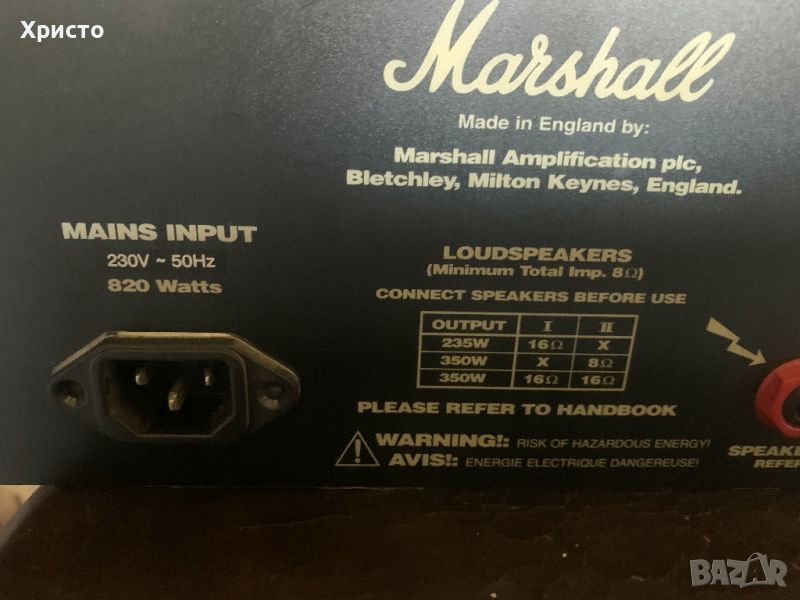 Христо
Marshall
Made in England by:
Marshall Amplification plc,
Bletchley, Milton Keynes, England.
MAINS INPUT
230V ~ 50Hz
820 Watts
LOUDSPEAKERS
(Minimum Total Imp. 8Ω)
CONNECT SPEAKERS BEFORE USE
OUTPUT I II
235W 16Ω X
350W X 8Ω
350W 16Ω 16Ω
PLEASE REFER TO HANDBOOK
WARNING!: RISK OF HAZARDOUS ENERGY!
AVIS!: ENERGIE ELECTRIQUE DANGEREUSE!
SPEAKE
REFER
BAZAR